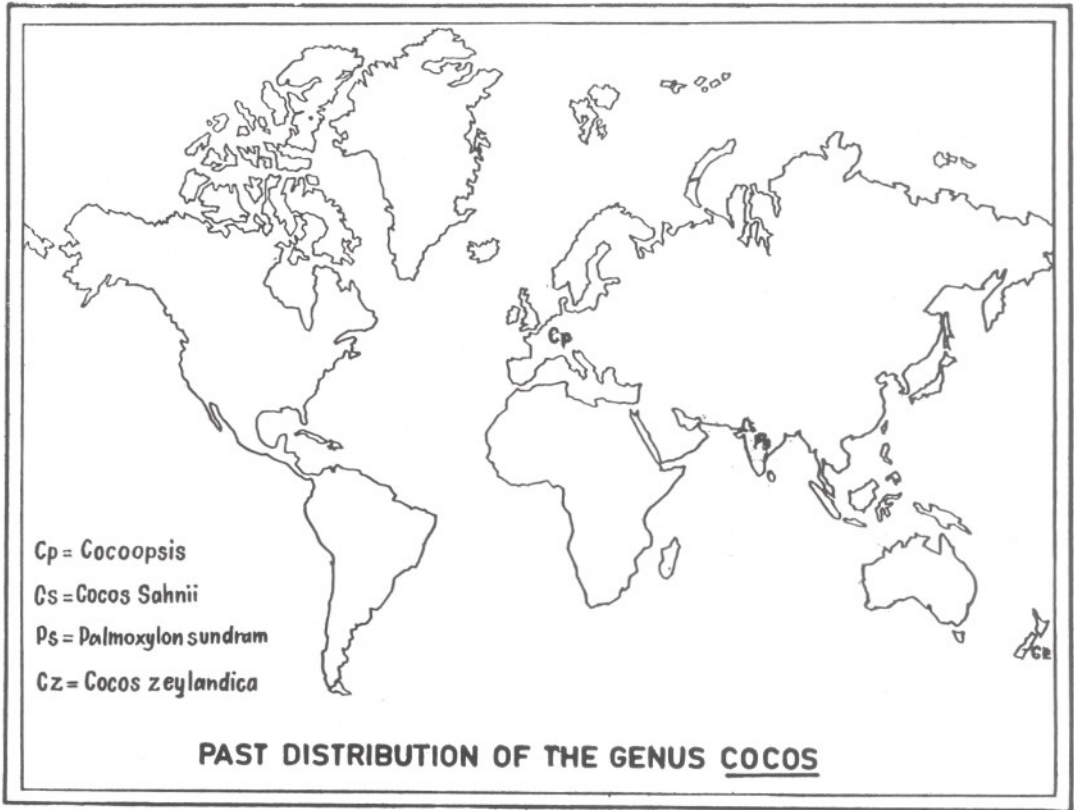 Cp
Ps
Cz
Cp = Cocoopsis
Cs = Cocos Sahnii
Ps = Palmoxylon sundram
Cz = Cocos zeylandica
PAST DISTRIBUTION OF THE GENUS COCOS